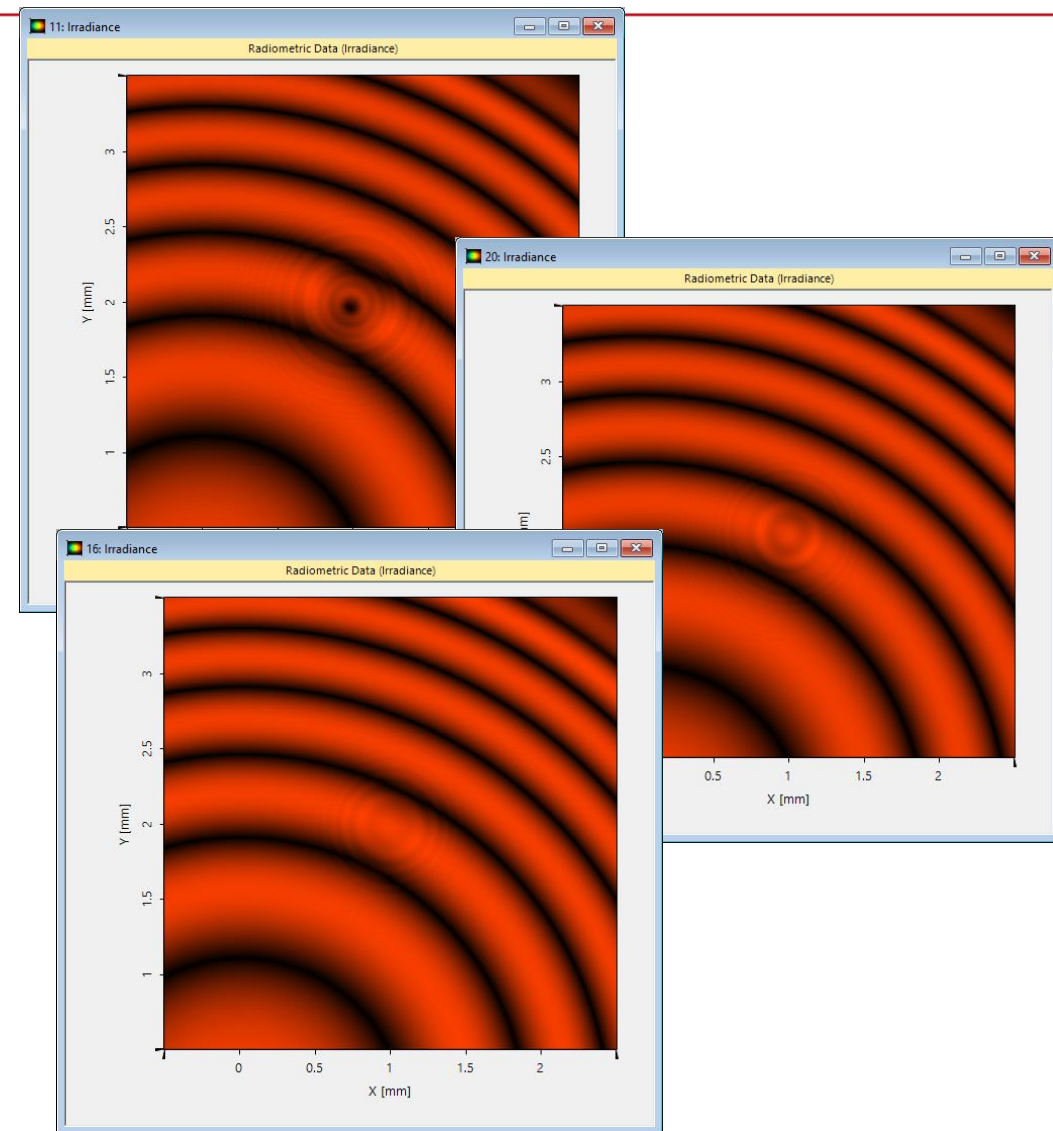 11: Irradiance
Radiometric Data (Irradiance)
3
2.5
2
1.5
1
Y [mm]
20: Irradiance
Radiometric Data (Irradiance)
3
2.5
m]
0.5
1
1.5
2
X [mm]
16: Irradiance
Radiometric Data (Irradiance)
3
2.5
2
1.5
1
Y [mm]
0
0.5
1
1.5
2
X [mm]